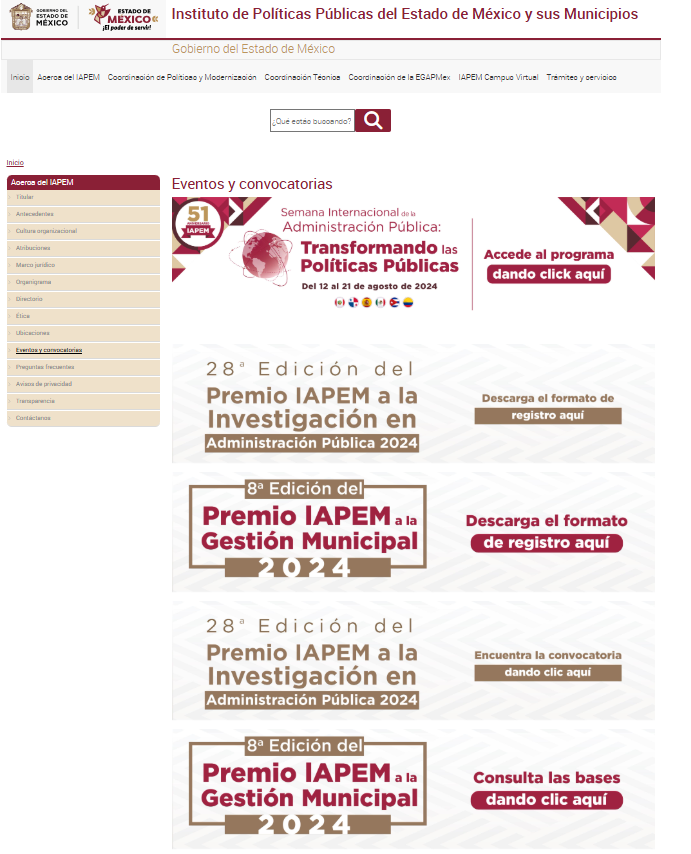 GOBIERNO DEL
ESTADO DE
MÉXICO
ESTADO DE
MÉXICO
¡El poder de servir!
Instituto de Políticas Públicas del Estado de México y sus Municipios
Gobierno del Estado de México
Inicio Acerca del IAPEM Coordinación de Políticas y Modernización Coordinación Técnica Coordinación de la EGAPMex IAPEM Campus Virtual Trámites y servicios
¿Qué estás buscando?
Inicio
Acerca del IAPEM
Titular
Antecedentes
Cultura organizacional
Atribuciones
Marco jurídico
Organigrama
Directorio
Ética
Ubicaciones
Eventos y convocatorias
Preguntas frecuentes
Avisos de privacidad
Transparencia
Contáctanos
Eventos y convocatorias
51
ANIVERSARIO
IAPEM
Semana Internacional de la
Administración Pública:
Transformando las
Políticas Públicas
Del 12 al 21 de agosto de 2024
Accede al programa
dando click aquí
28ª Edición del
Premio IAPEM a la
Investigación en
Administración Pública 2024
Descarga el formato de
registro aquí
8ª Edición del
Premio IAPEM a la
Gestión Municipal
2024
Descarga el formato
de registro aquí
28ª Edición del
Premio IAPEM a la
Investigación en
Administración Pública 2024
Encuentra la convocatoria
dando clic aquí
8ª Edición del
Premio IAPEM a la
Gestión Municipal
2024
Consulta las bases
dando clic aquí